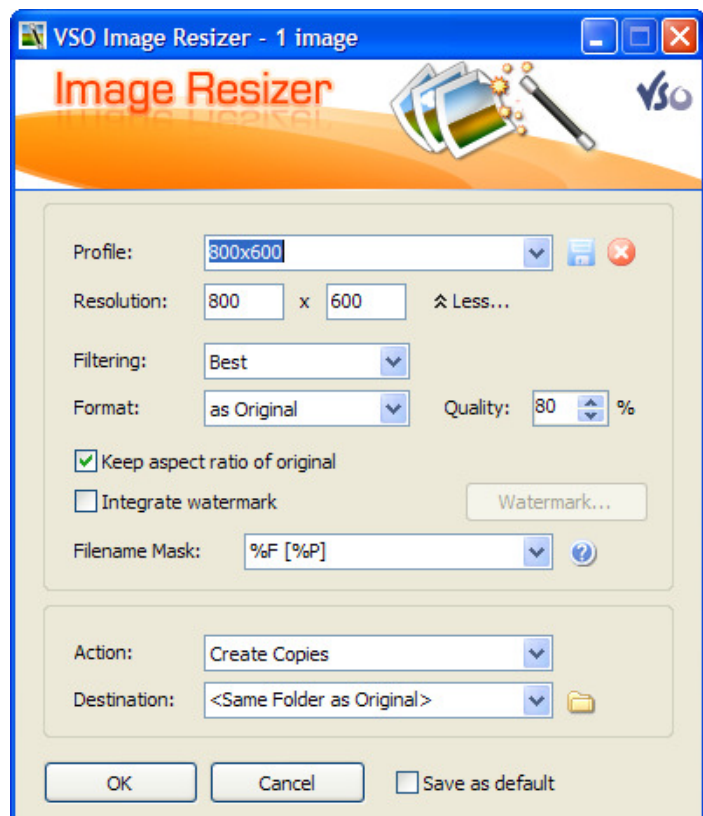 VSO Image Resizer - 1 image
Image Resizer
VSO
Profile: 800x600
Resolution: 800 x 600 Less...
Filtering: Best
Format: as Original Quality: 80 %
Keep aspect ratio of original
Integrate watermark Watermark...
Filename Mask: %F [%P]
Action: Create Copies
Destination: <Same Folder as Original>
OK Cancel Save as default